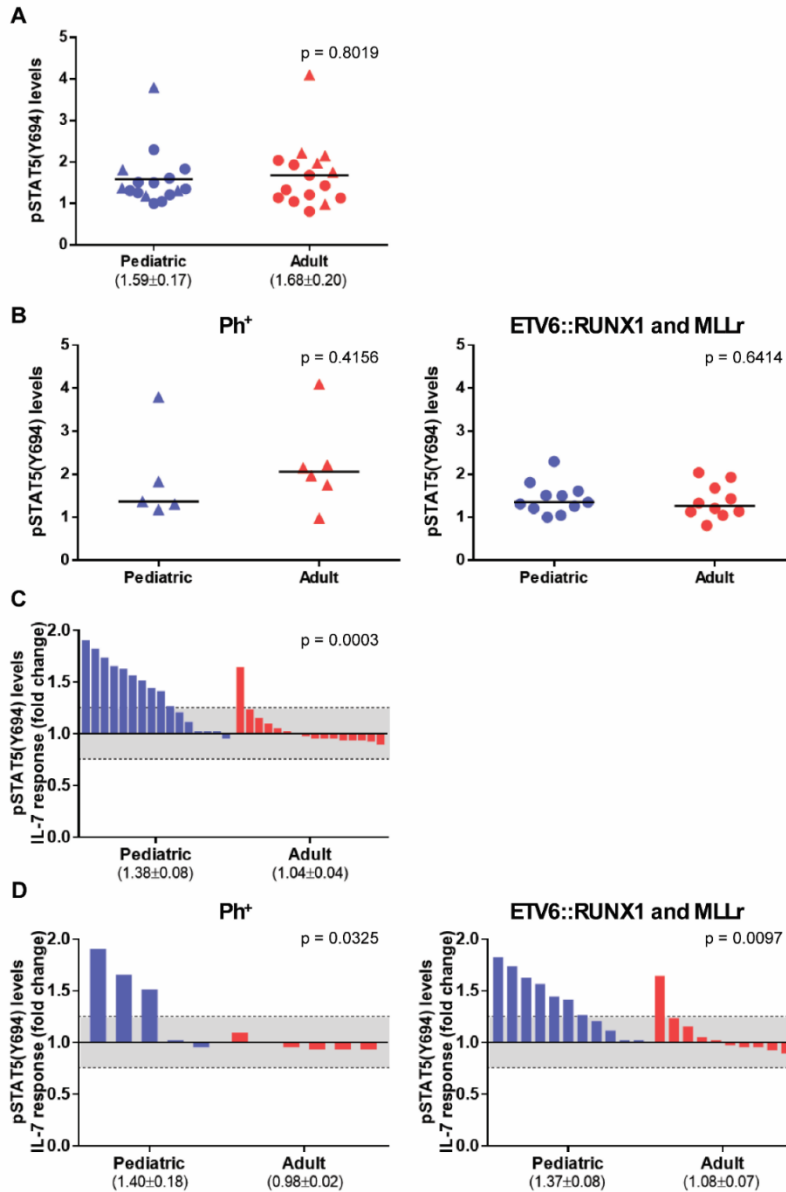 A
pSTAT5(Y694) levels
5
4
3
2
1
0
p = 0.8019
Pediatric
(1.59±0.17)
Adult
(1.68±0.20)
B
Ph+
pSTAT5(Y694) levels
5
4
3
2
1
0
p = 0.4156
Pediatric
Adult
ETV6::RUNX1 and MLLr
pSTAT5(Y694) levels
5
4
3
2
1
0
p = 0.6414
Pediatric
Adult
C
pSTAT5(Y694) levels
IL-7 response (fold change)
2.0
1.5
1.0
0.5
0.0
p = 0.0003
Pediatric
(1.38±0.08)
Adult
(1.04±0.04)
D
Ph+
pSTAT5(Y694) levels
IL-7 response (fold change)
2.0
1.5
1.0
0.5
0.0
p = 0.0325
Pediatric
(1.40±0.18)
Adult
(0.98±0.02)
ETV6::RUNX1 and MLLr
pSTAT5(Y694) levels
IL-7 response (fold change)
2.0
1.5
1.0
0.5
0.0
p = 0.0097
Pediatric
(1.37±0.08)
Adult
(1.08±0.07)